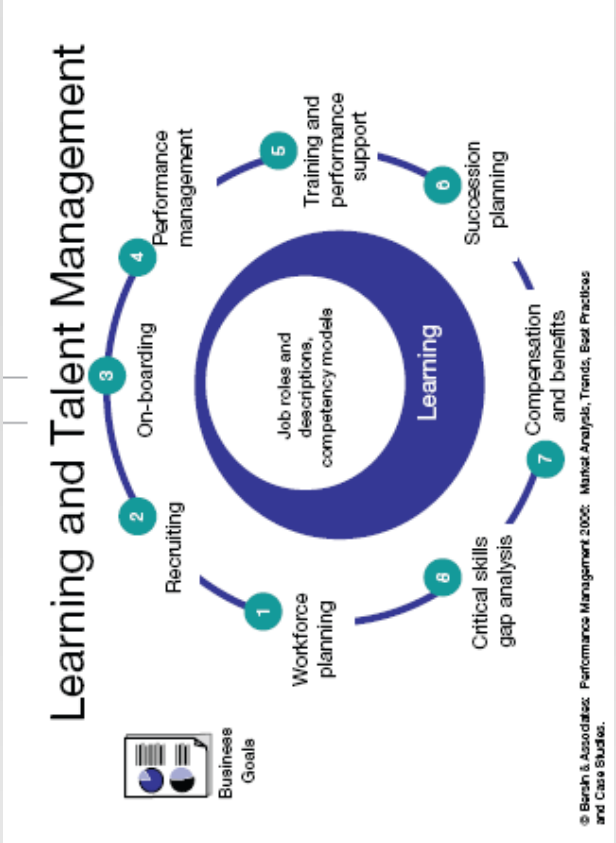 Learning and Talent Management
Business
Goals
1
Workforce
planning
2
Recruiting
3
On-boarding
4
Performance
management
5
Training and
performance
support
6
Succession
planning
7
Compensation
and benefits
8
Critical skills
gap analysis
Job roles and
descriptions,
competency models
Learning
© Bersin & Associates: Performance Management 2006: Market Analysis, Trends, Best Practices
and Case Studies.